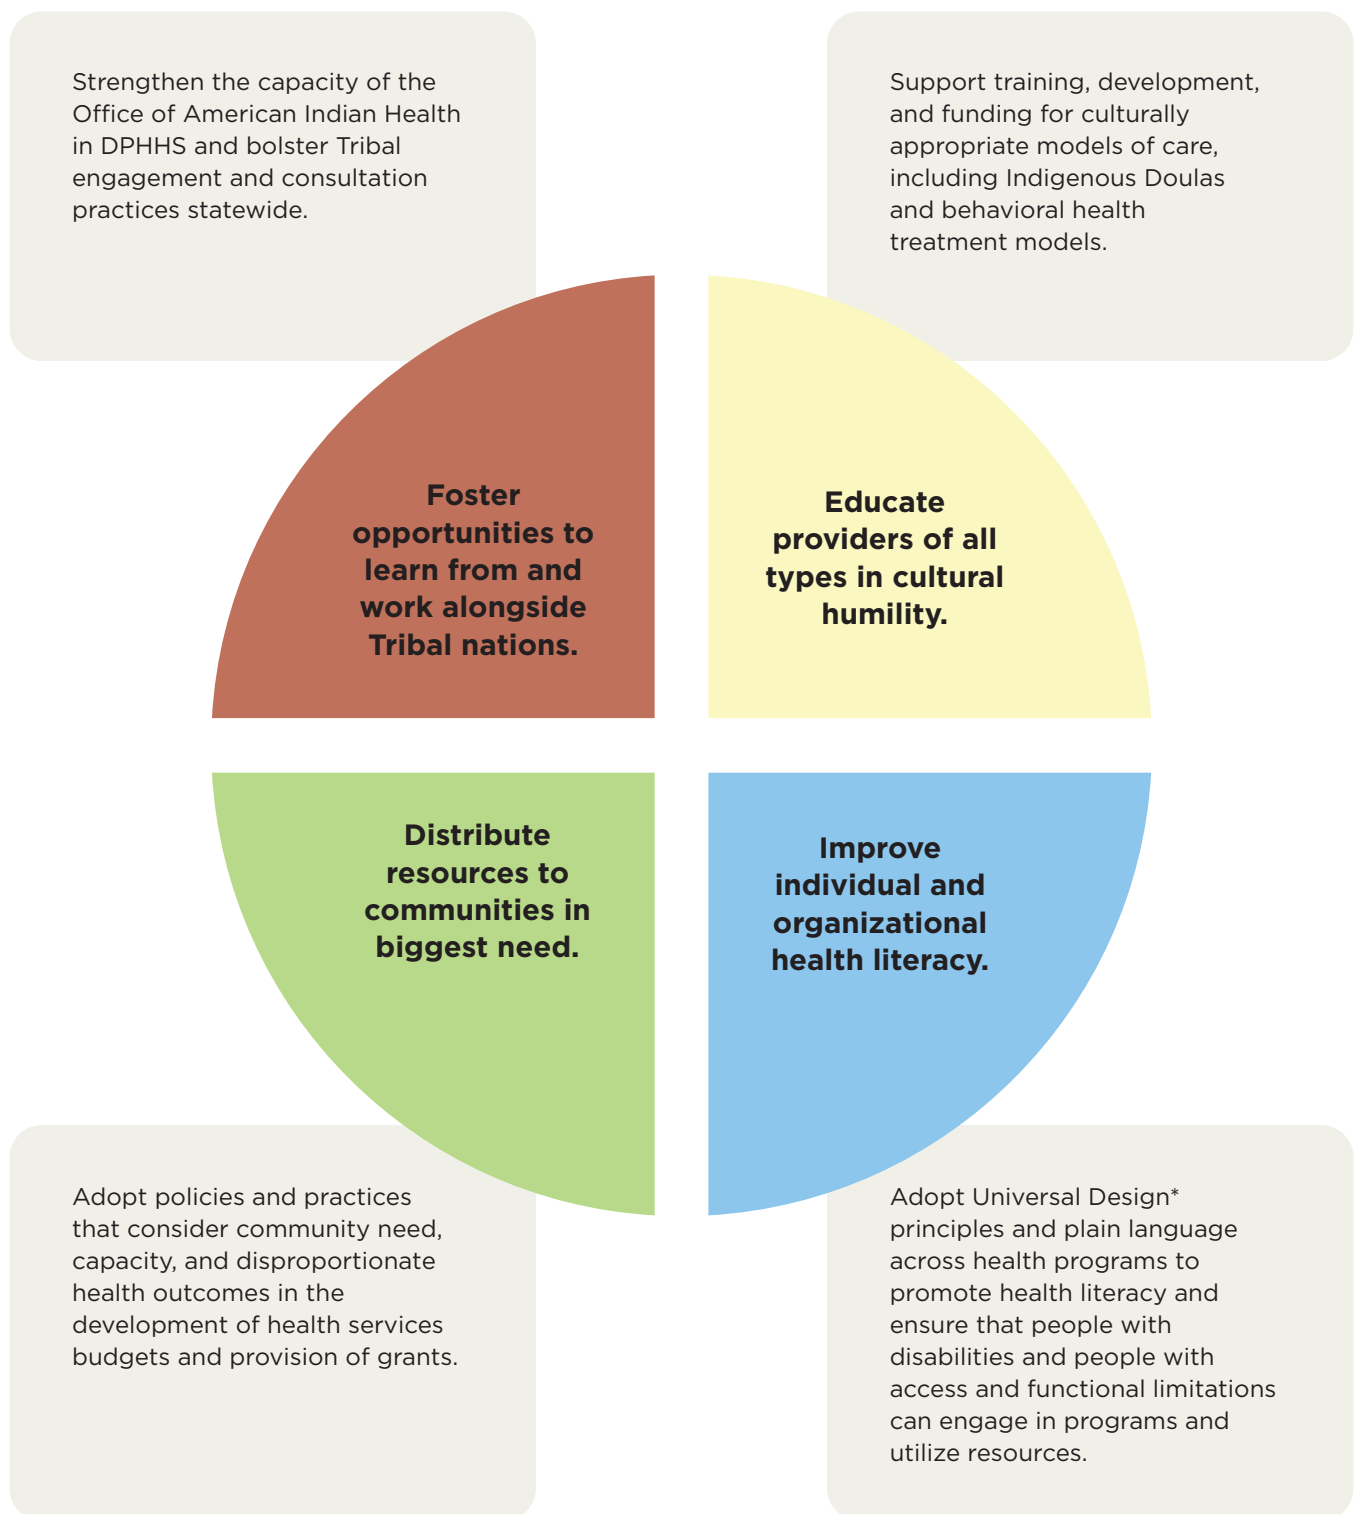 Strengthen the capacity of the
Office of American Indian Health
in DPHHS and bolster Tribal
engagement and consultation
practices statewide.
Support training, development,
and funding for culturally
appropriate models of care,
including Indigenous Doulas
and behavioral health
treatment models.
Foster
opportunities to
learn from and
work alongside
Tribal nations.
Educate
providers of all
types in cultural
humility.
Distribute
resources to
communities in
biggest need.
Improve
individual and
organizational
health literacy.
Adopt policies and practices
that consider community need,
capacity, and disproportionate
health outcomes in the
development of health services
budgets and provision of grants.
Adopt Universal Design*
principles and plain language
across health programs to
promote health literacy and
ensure that people with
disabilities and people with
access and functional limitations
can engage in programs and
utilize resources.